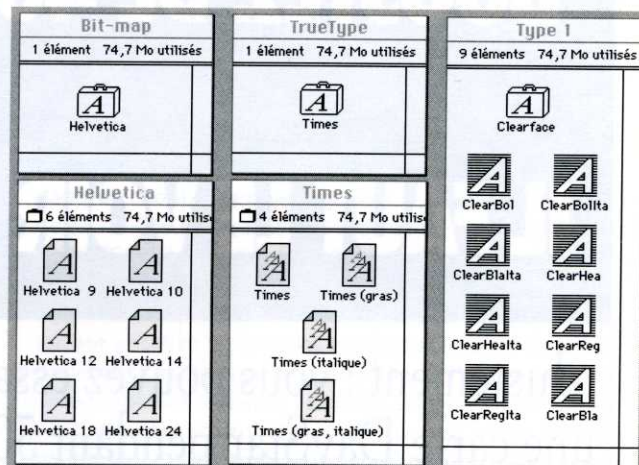 Bit-map
1 élément 74,7 Mo utilisés
Helvetica
Helvetica
6 éléments 74,7 Mo utilisé
Helvetica 9 Helvetica 10
Helvetica 12 Helvetica 14
Helvetica 18 Helvetica 24
TrueType
1 élément 74,7 Mo utilisés
Times
Times
4 éléments 74,7 Mo utilisés
Times Times (gras)
Times (italique)
Times (gras, italique)
Type 1
9 éléments 74,7 Mo utilisés
Clearface
ClearBol ClearBolIta
ClearBlaIta ClearHea
ClearHeaIta ClearReg
ClearRegIta ClearBla